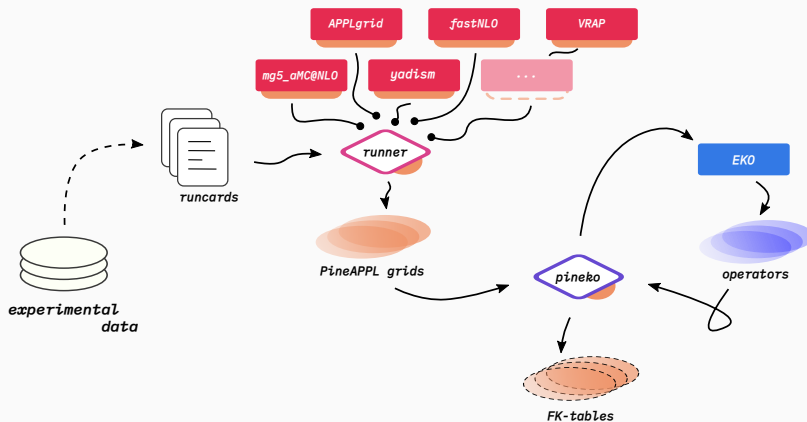 APPLgrid
fastNLO
VRAP
mg5_aMC@NLO
yadism
...
runner
runcards
EKO
PineAPPL grids
pineko
operators
experimental
data
FK-tables